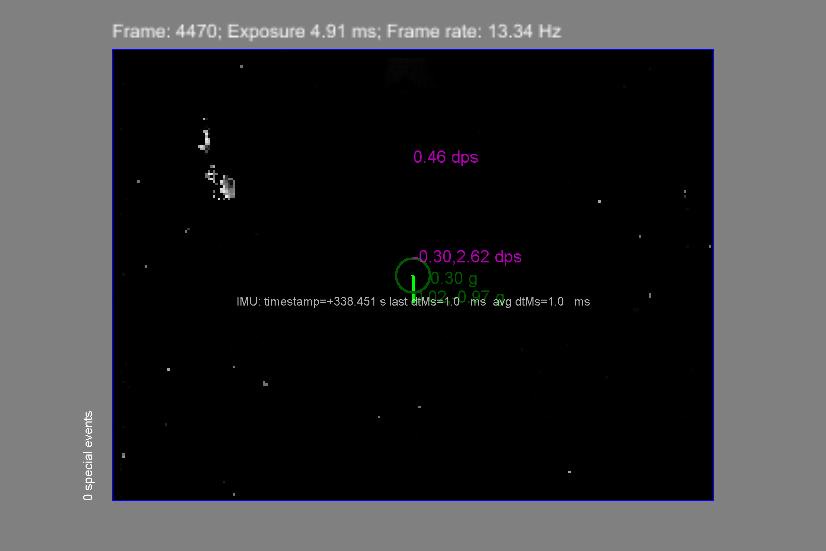 Frame: 4470; Exposure 4.91 ms; Frame rate: 13.34 Hz
0.46 dps
-0.30,2.62 dps
0.30 g
IMU: timestamp=+338.451 s last dtMs=1.0 ms avg dtMs=1.0 ms
0 special events